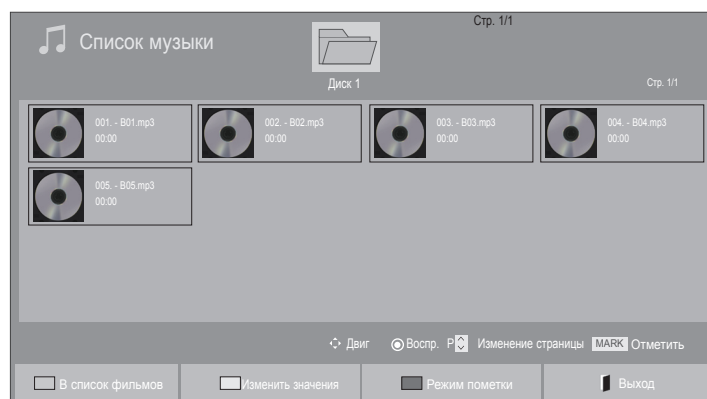 Стр. 1/1
Список музыки
Диск 1
Стр. 1/1
001. - B01.mp3
00:00
002. - B02.mp3
00:00
003. - B03.mp3
00:00
004. - B04.mp3
00:00
005. - B05.mp3
00:00
Двиг Воспр. P Изменение страницы MARK Отметить
В список фильмов Изменить значения Режим пометки Выход